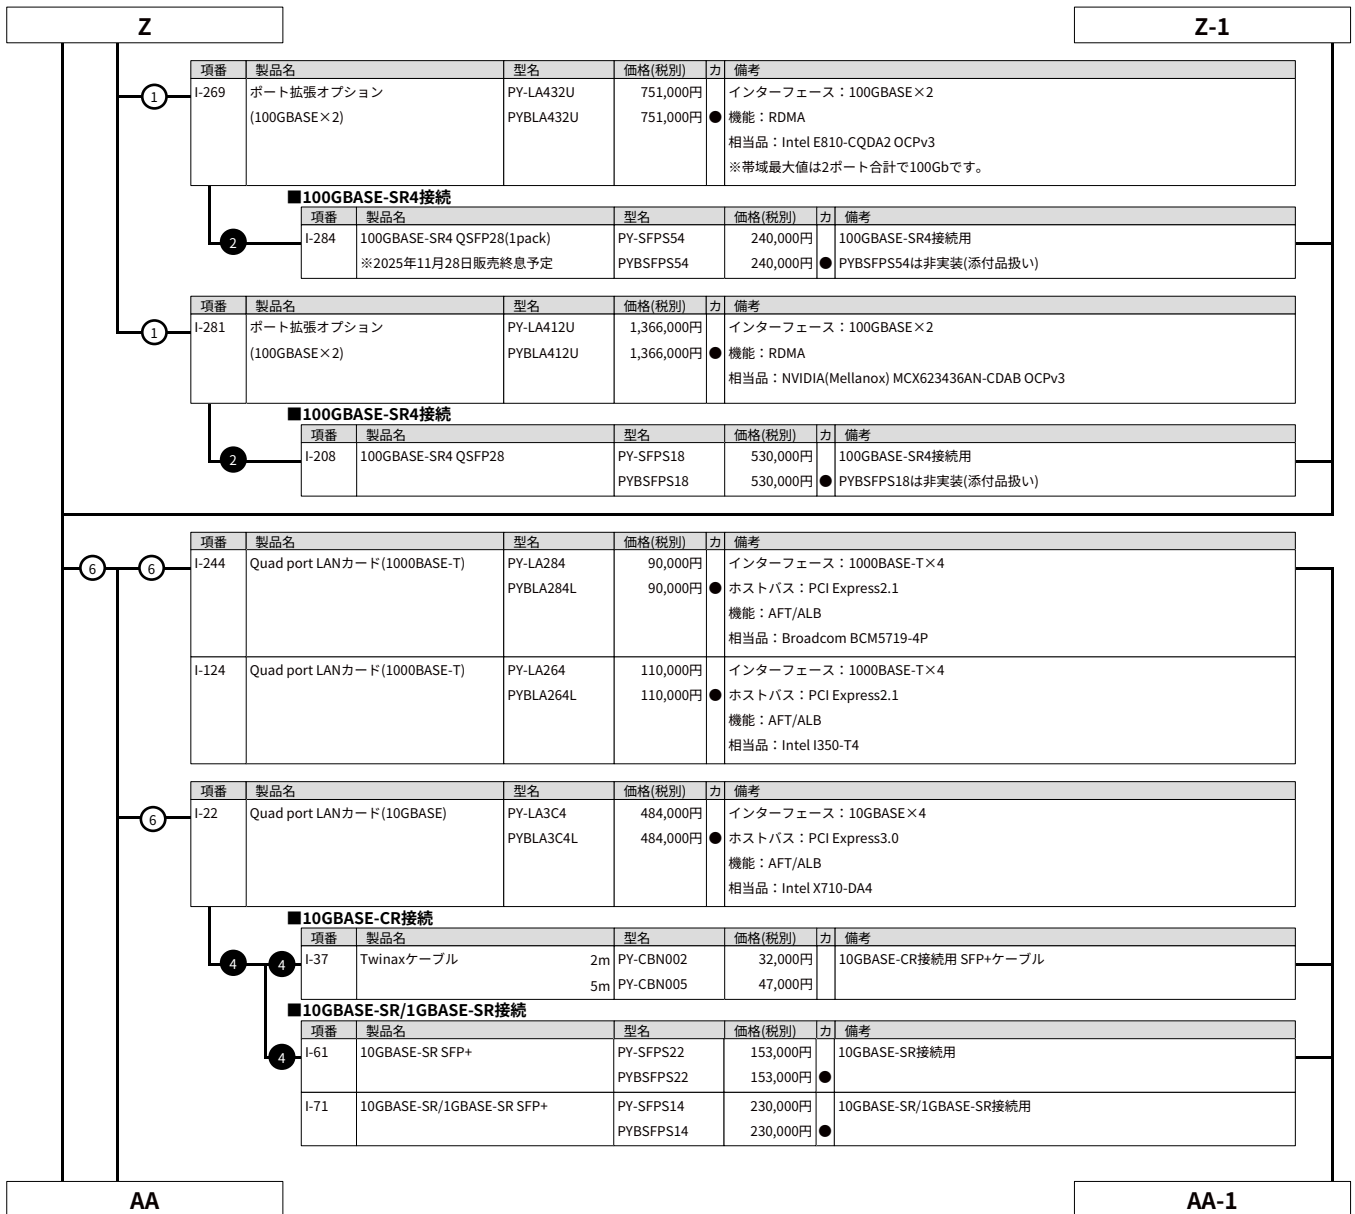 Z
Z-1
項番 製品名 型名 価格(税別) カ 備考
1 I-269 ポート拡張オプション PY-LA432U 751,000円 インターフェース：100GBASE×2
(100GBASE×2) PYBLA432U 751,000円 ● 機能：RDMA
相当品：Intel E810-CQDA2 OCPv3
※帯域最大値は2ポート合計で100Gbです。
■100GBASE-SR4接続
項番 製品名 型名 価格(税別) カ 備考
2 I-284 100GBASE-SR4 QSFP28(1pack) PY-SFPS54 240,000円 100GBASE-SR4接続用
※2025年11月28日販売終息予定 PYBSFPS54 240,000円 ● PYBSFPS54は非実装(添付品扱い)
項番 製品名 型名 価格(税別) カ 備考
1 I-281 ポート拡張オプション PY-LA412U 1,366,000円 インターフェース：100GBASE×2
(100GBASE×2) PYBLA412U 1,366,000円 ● 機能：RDMA
相当品：NVIDIA(Mellanox) MCX623436AN-CDAB OCPv3
■100GBASE-SR4接続
項番 製品名 型名 価格(税別) カ 備考
2 I-208 100GBASE-SR4 QSFP28 PY-SFPS18 530,000円 100GBASE-SR4接続用
PYBSFPS18 530,000円 ● PYBSFPS18は非実装(添付品扱い)
項番 製品名 型名 価格(税別) カ 備考
6 6 I-244 Quad port LANカード(1000BASE-T) PY-LA284 90,000円 インターフェース：1000BASE-T×4
PYBLA284L 90,000円 ● ホストバス：PCI Express2.1
機能：AFT/ALB
相当品：Broadcom BCM5719-4P
I-124 Quad port LANカード(1000BASE-T) PY-LA264 110,000円 インターフェース：1000BASE-T×4
PYBLA264L 110,000円 ● ホストバス：PCI Express2.1
機能：AFT/ALB
相当品：Intel I350-T4
項番 製品名 型名 価格(税別) カ 備考
6 I-22 Quad port LANカード(10GBASE) PY-LA3C4 484,000円 インターフェース：10GBASE×4
PYBLA3C4L 484,000円 ● ホストバス：PCI Express3.0
機能：AFT/ALB
相当品：Intel X710-DA4
■10GBASE-CR接続
項番 製品名 型名 価格(税別) カ 備考
4 4 I-37 Twinaxケーブル 2m PY-CBN002 32,000円 10GBASE-CR接続用 SFP+ケーブル
5m PY-CBN005 47,000円
■10GBASE-SR/1GBASE-SR接続
項番 製品名 型名 価格(税別) カ 備考
4 I-61 10GBASE-SR SFP+ PY-SFPS22 153,000円 10GBASE-SR接続用
PYBSFPS22 153,000円 ●
I-71 10GBASE-SR/1GBASE-SR SFP+ PY-SFPS14 230,000円 10GBASE-SR/1GBASE-SR接続用
PYBSFPS14 230,000円 ●
AA
AA-1